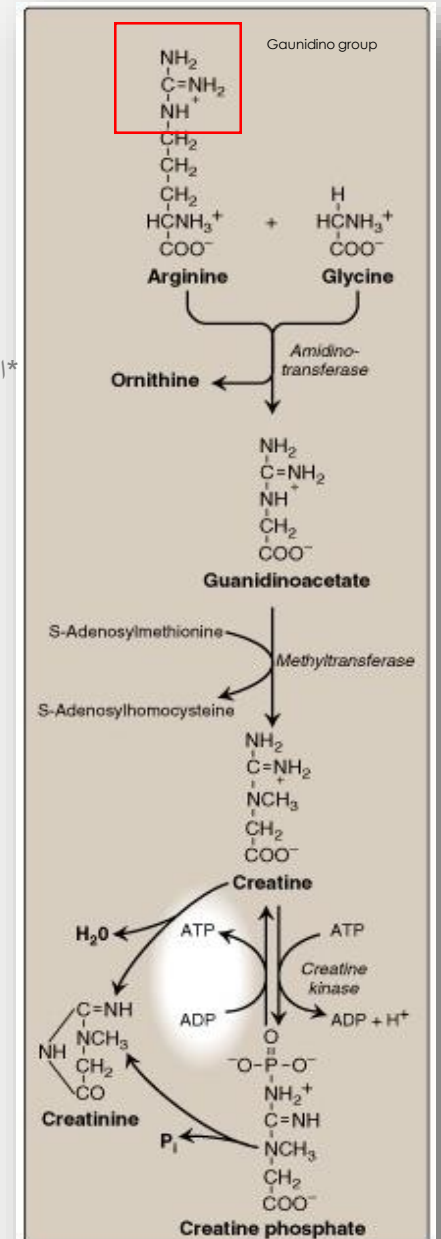 Gaunidino group
NH₂
C=NH₂
NH⁺
CH₂
CH₂
CH₂
HCNH₃⁺ + HCNH₃⁺
H
COO⁻ COO⁻
Arginine Glycine
Amidino-
transferase
Ornithine
\*
NH₂
C=NH₂
NH⁺
CH₂
COO⁻
Guanidinoacetate
S-Adenosylmethionine
Methyltransferase
S-Adenosylhomocysteine
NH₂
C=NH₂
+
NCH₃
CH₂
COO⁻
Creatine
H₂0 ATP ATP
Creatine
kinase
ADP ADP + H⁺
C=NH
NCH₃
NH
CH₂
CO
Creatinine
O
⁻O-P-O⁻
NH₂⁺
C=NH
NCH₃
CH₂
COO⁻
Pᵢ
Creatine phosphate